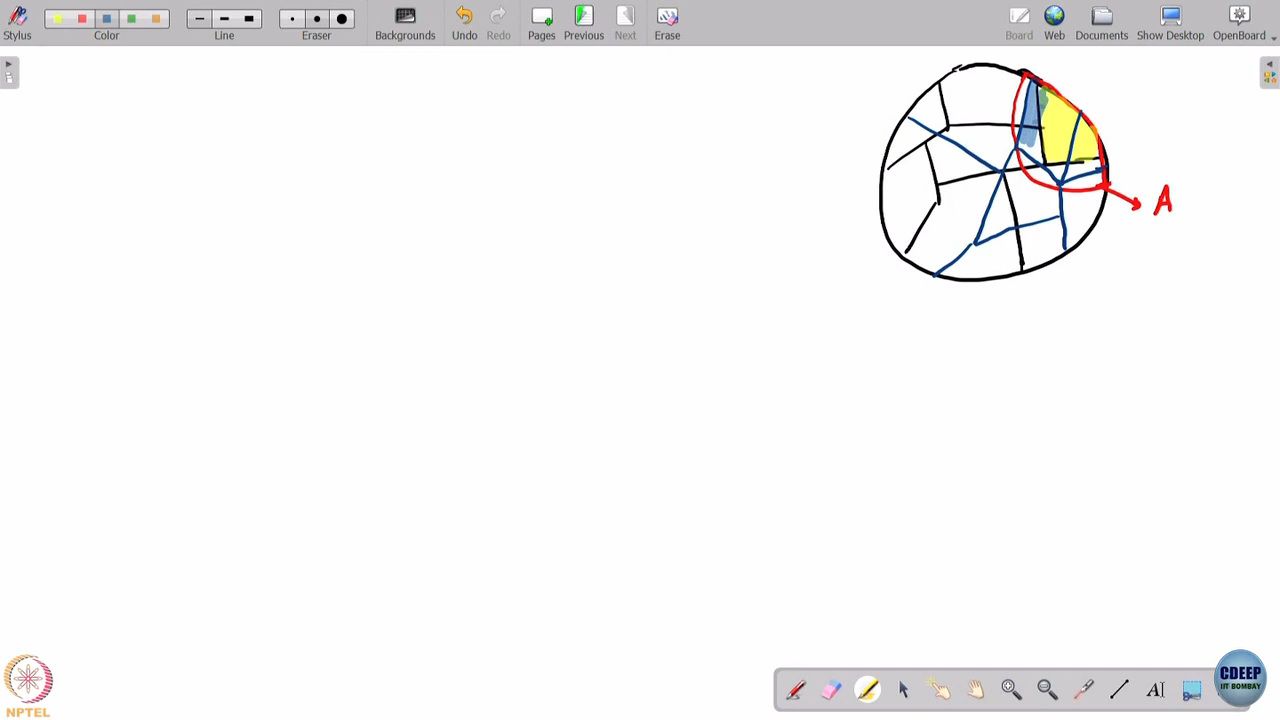 Stylus
Color
Line
Eraser
Backgrounds
Undo
Redo
Pages
Previous
Next
Erase
Board
Web
Documents
Show Desktop
OpenBoard
A
CDEEP
IIT BOMBAY
NPTEL